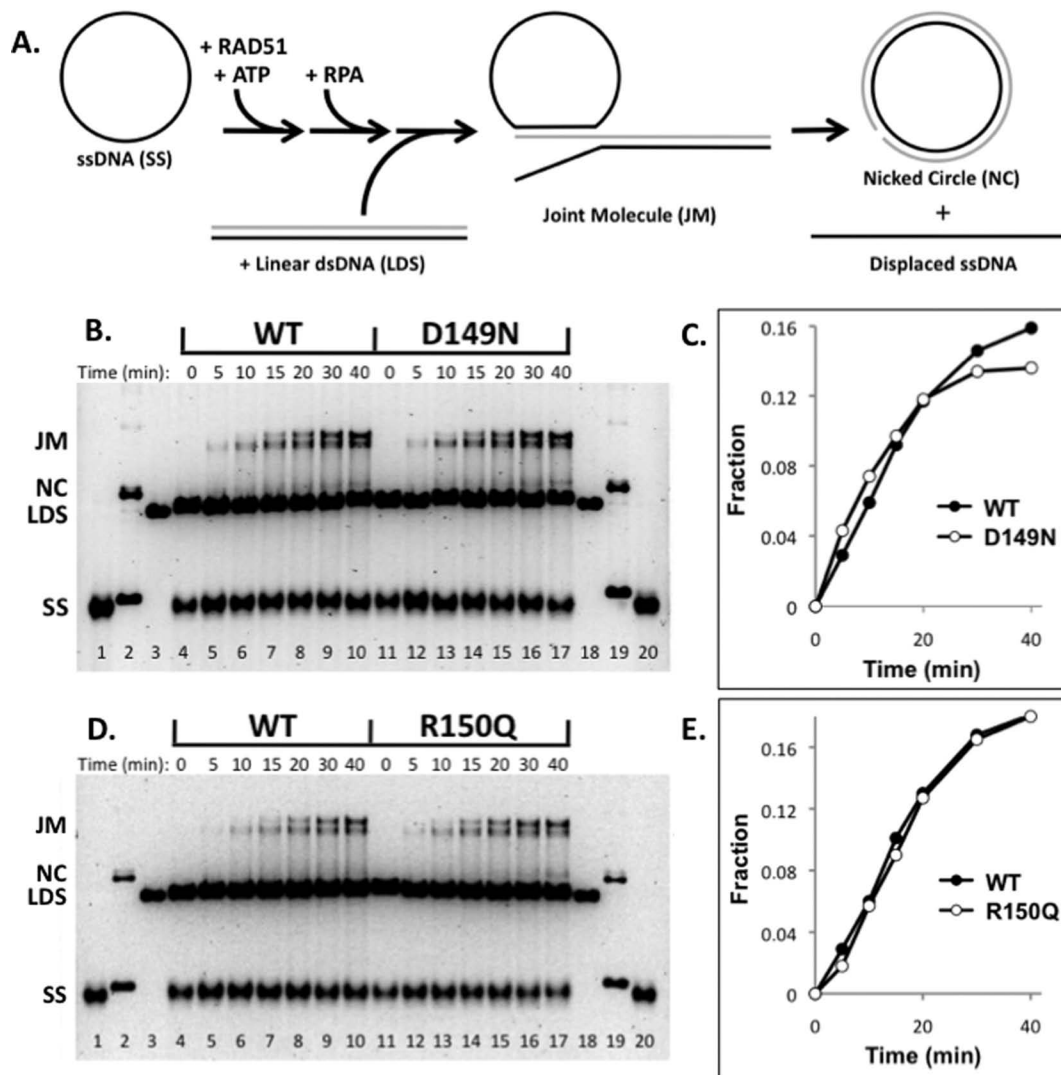 A.
+ RAD51
+ ATP
+ RPA
ssDNA (SS)
+ Linear dsDNA (LDS)
Joint Molecule (JM)
Nicked Circle (NC)
+
Displaced ssDNA
B.
WT D149N
Time (min): 0 5 10 15 20 30 40 0 5 10 15 20 30 40
JM
NC
LDS
SS
1 2 3 4 5 6 7 8 9 10 11 12 13 14 15 16 17 18 19 20
C.
Fraction
0.16
0.12
0.08
0.04
0
WT
D149N
0 20 40
Time (min)
D.
WT R150Q
Time (min): 0 5 10 15 20 30 40 0 5 10 15 20 30 40
JM
NC
LDS
SS
1 2 3 4 5 6 7 8 9 10 11 12 13 14 15 16 17 18 19 20
E.
Fraction
0.16
0.12
0.08
0.04
0
WT
R150Q
0 20 40
Time (min)